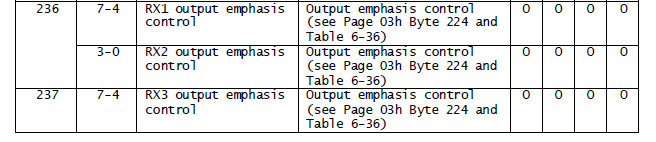 236 7-4 RX1 output emphasis Output emphasis control 0 0 0 0
control (see Page 03h Byte 224 and
Table 6-36)
3-0 RX2 output emphasis Output emphasis control 0 0 0 0
control (see Page 03h Byte 224 and
Table 6-36)
237 7-4 RX3 output emphasis Output emphasis control 0 0 0 0
control (see Page 03h Byte 224 and
Table 6-36)